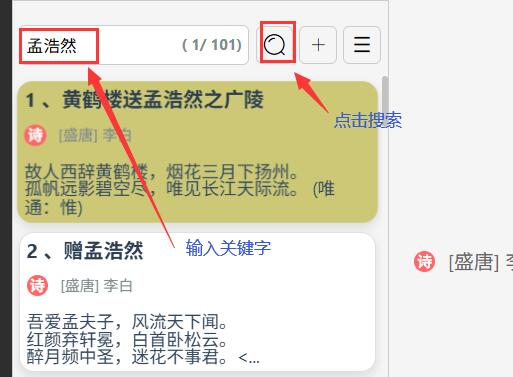 孟浩然 ( 1/ 101)
点击搜索
1 、黄鹤楼送孟浩然之广陵
诗 [盛唐] 李白
故人西辞黄鹤楼，烟花三月下扬州。
孤帆远影碧空尽，唯见长江天际流。 (唯
通：惟)
输入关键字
2 、赠孟浩然
诗 [盛唐] 李白
吾爱孟夫子，风流天下闻。
红颜弃轩冕，白首卧松云。
醉月频中圣，迷花不事君。<...
诗 [盛唐]